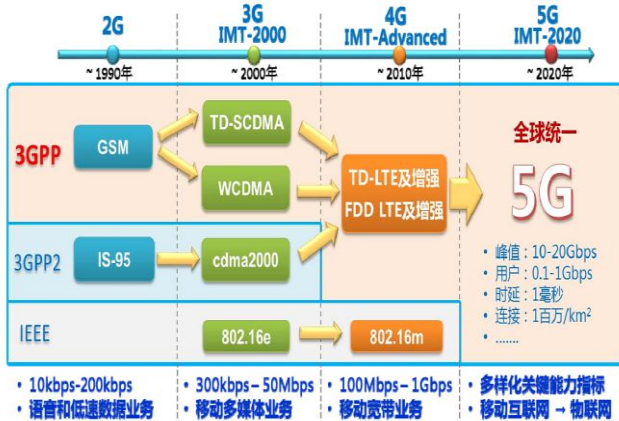 2G
3G
IMT-2000
4G
IMT-Advanced
5G
IMT-2020
~1990年
~2000年
~2010年
~2020年
3GPP
GSM
TD-SCDMA
WCDMA
TD-LTE及增强
FDD LTE及增强
全球统一
5G
• 峰值：10-20Gbps
• 用户：0.1-1Gbps
• 时延：1毫秒
• 连接：1百万/km²
• .......
3GPP2
IS-95
cdma2000
IEEE
802.16e
802.16m
• 10kbps-200kbps
• 语音和低速数据业务
• 300kbps–50Mbps
• 移动多媒体业务
• 100Mbps–1Gbps
• 移动宽带业务
• 多样化关键能力指标
• 移动互联网 → 物联网